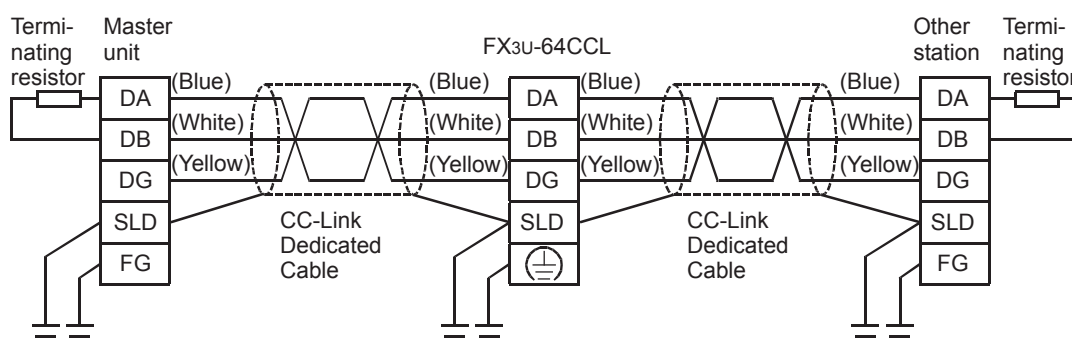 Termi-
nating
resistor
Master
unit
FX3U-64CCL
Other
station
Termi-
nating
resistor
DA
(Blue)
(Blue)
DA
(Blue)
(Blue)
DA
DB
(White)
(White)
DB
(White)
(White)
DB
DG
(Yellow)
(Yellow)
DG
(Yellow)
(Yellow)
DG
SLD
CC-Link
Dedicated
Cable
SLD
CC-Link
Dedicated
Cable
SLD
FG
FG